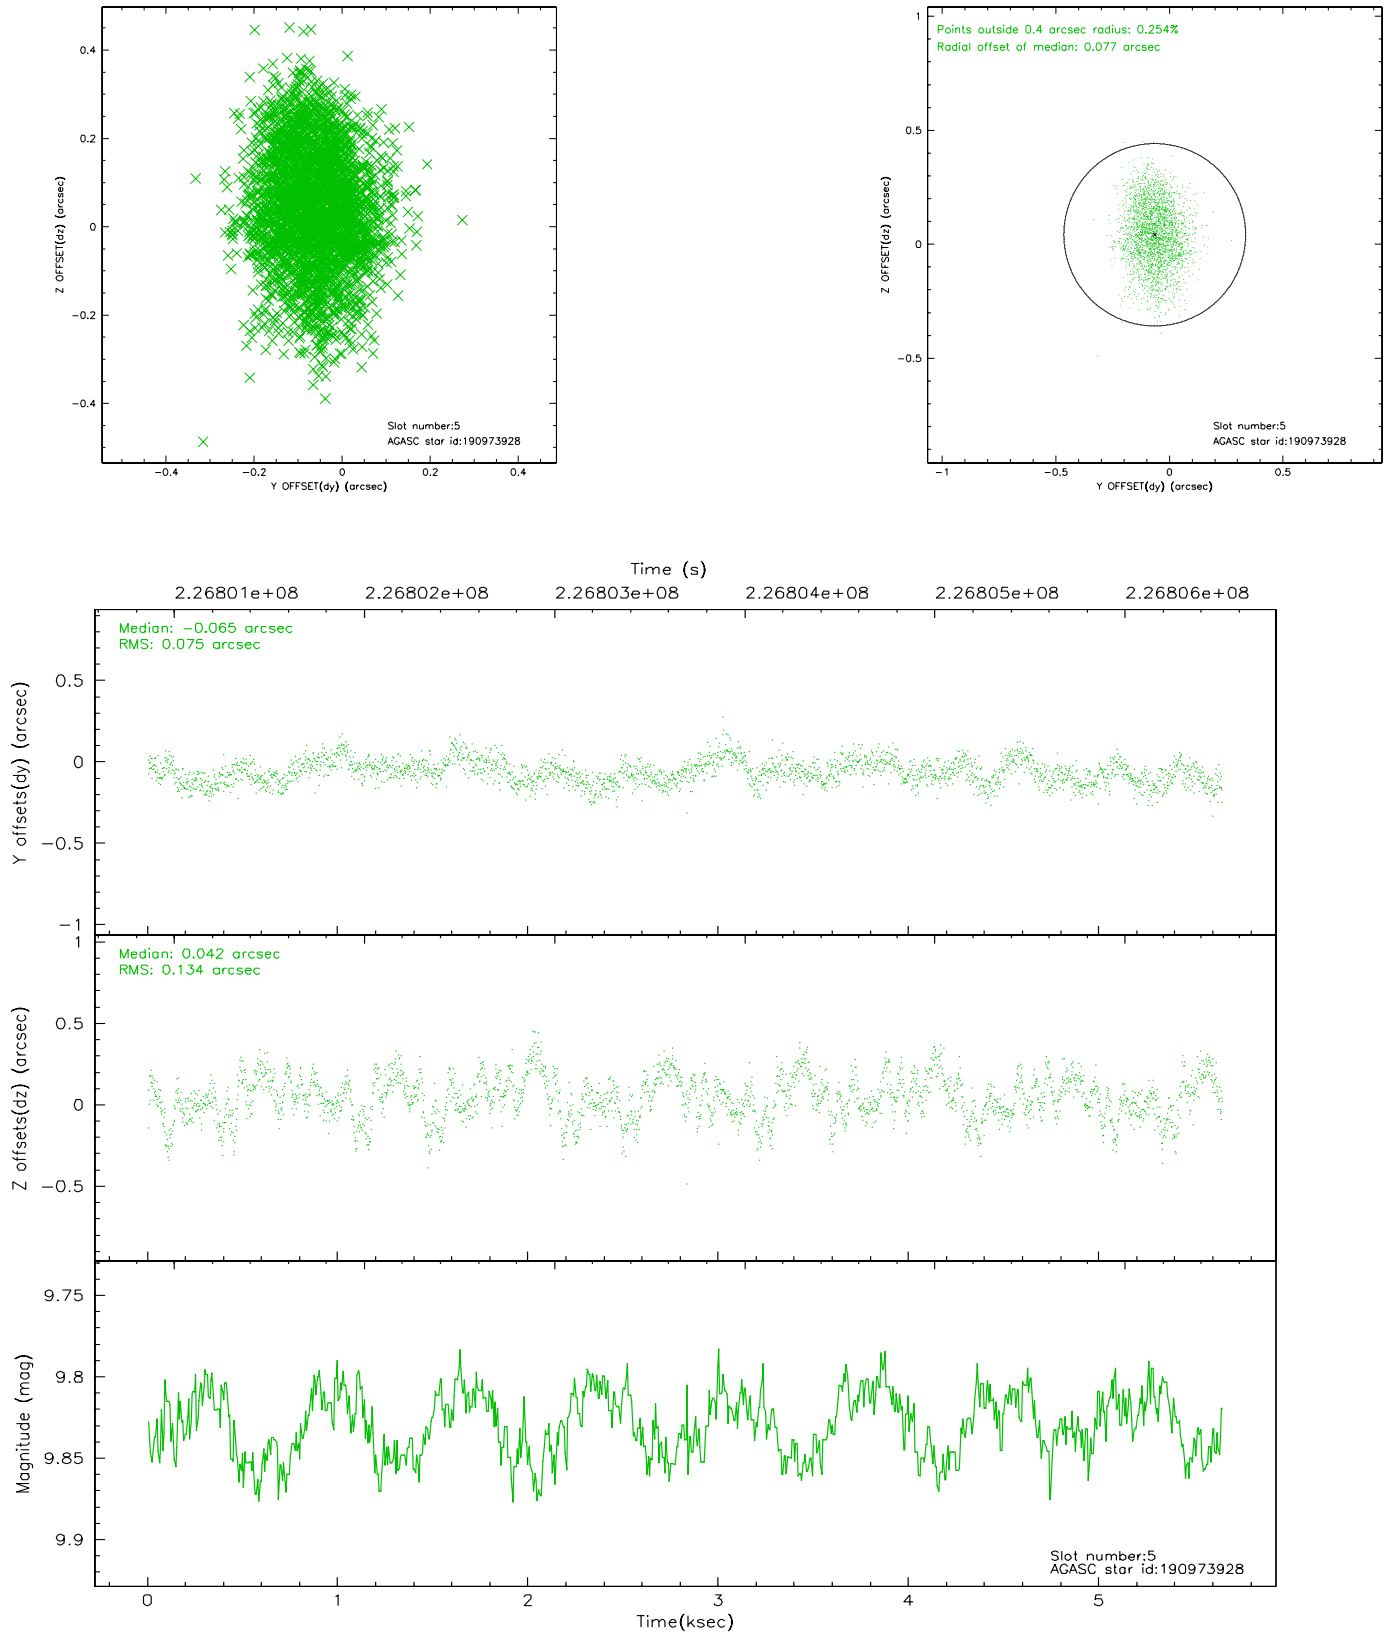 0.4
0.2
0
−0.2
−0.4
Z OFFSET(dz) (arcsec)
Slot number:5
AGASC star id:190973928
−0.4 −0.2 0 0.2 0.4
Y OFFSET(dy) (arcsec)
Points outside 0.4 arcsec radius: 0.254%
Radial offset of median: 0.077 arcsec
1
0.5
0
−0.5
Z OFFSET(dz) (arcsec)
Slot number:5
AGASC star id:190973928
−1 −0.5 0 0.5
Y OFFSET(dy) (arcsec)
Time (s)
2.26801e+08 2.26802e+08 2.26803e+08 2.26804e+08 2.26805e+08 2.26806e+08
Median: −0.065 arcsec
RMS: 0.075 arcsec
0.5
0
−0.5
−1
Y offsets(dy) (arcsec)
Median: 0.042 arcsec
RMS: 0.134 arcsec
1
0.5
0
−0.5
Z offsets(dz) (arcsec)
9.75
9.8
9.85
9.9
Magnitude (mag)
Slot number:5
AGASC star id:190973928
0 1 2 3 4 5
Time(ksec)